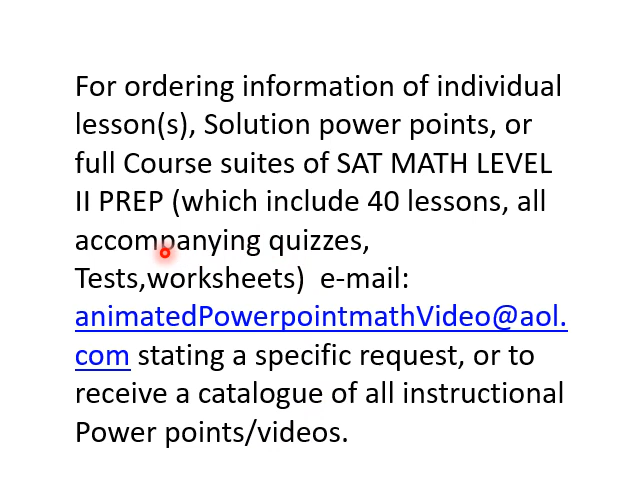 For ordering information of individual
lesson(s), Solution power points, or
full Course suites of SAT MATH LEVEL
II PREP (which include 40 lessons, all
accompanying quizzes,
Tests,worksheets)  e-mail:
animatedPowerpointmathVideo@aol.
com stating a specific request, or to
receive a catalogue of all instructional
Power points/videos.